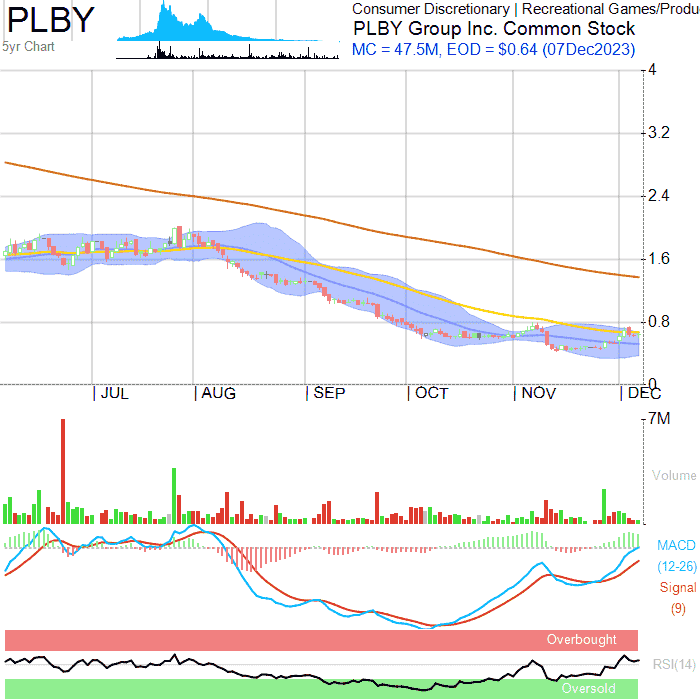 PLBY
5yr Chart
Consumer Discretionary | Recreational Games/Produ
PLBY Group Inc. Common Stock
MC = 47.5M, EOD = $0.64 (07Dec2023)
4
3.2
2.4
1.6
0.8
0
JUL AUG SEP OCT NOV DEC
7M
Volume
MACD
(12-26)
Signal
(9)
Overbought
RSI(14)
Oversold